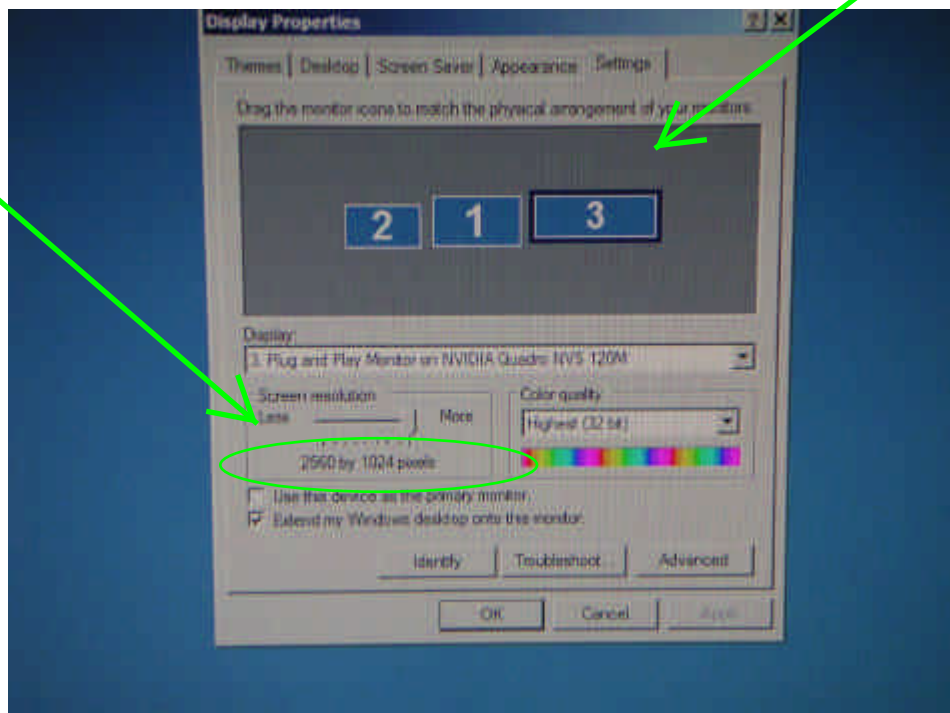 Display Properties
Themes Desktop Screen Saver Appearance Settings
Drag the monitor icons to match the physical arrangement of your monitors.
2 1 3
Display:
3. Plug and Play Monitor on NVIDIA Quadro NVS 120M
Screen resolution
Less More
2560 by 1024 pixels
Color quality
Highest (32 bit)
Use this device as the primary monitor.
Extend my Windows desktop onto this monitor.
Identify Troubleshoot... Advanced
OK Cancel Apply